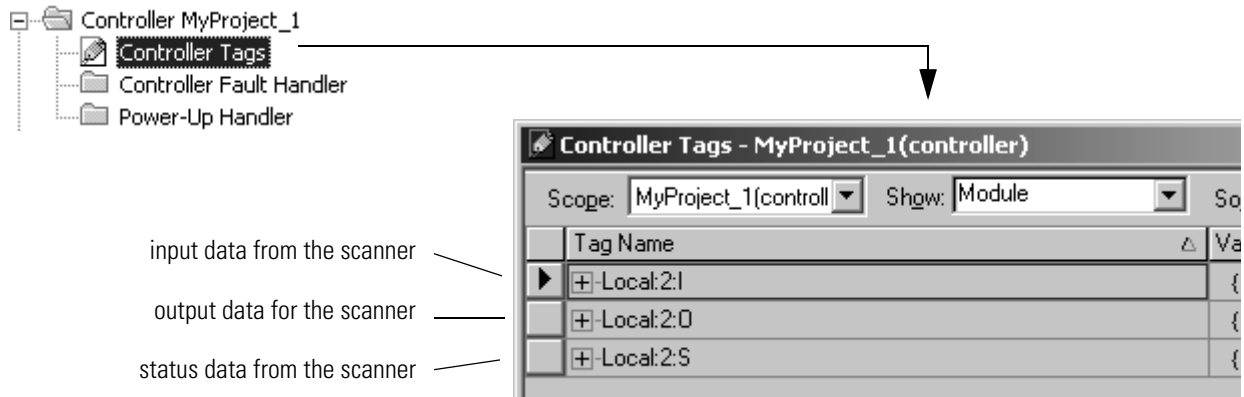 Controller MyProject_1
Controller Tags
Controller Fault Handler
Power-Up Handler
Controller Tags - MyProject_1(controller)
Scope: MyProject_1(controll Show: Module
Tag Name
input data from the scanner
Local:2:I {
output data for the scanner
Local:2:O {
status data from the scanner
Local:2:S {